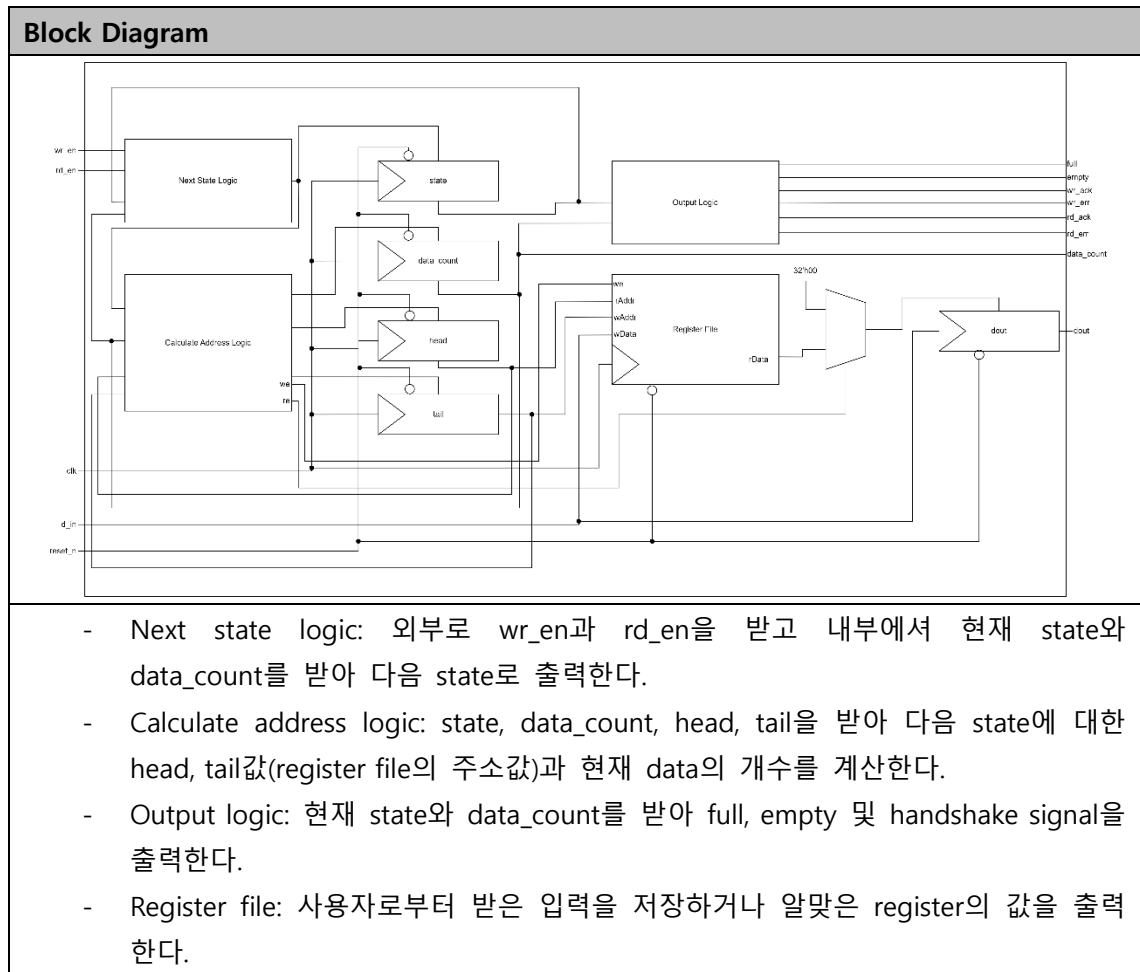 Block Diagram
wr_en
rd_en
Next State Logic
state
Output Logic
full
empty
wr_ack
wr_err
rd_ack
rd_err
data_count
data_count
32'h00
we
rAddr
wAddr
wData
Register File
rData
dout
dout
Calculate Address Logic
head
we
re
tail
clk
d_in
reset_n
- Next state logic: 외부로 wr_en과 rd_en을 받고 내부에셔 현재 state와
data_count를 받아 다음 state로 출력한다.
- Calculate address logic: state, data_count, head, tail을 받아 다음 state에 대한
head, tail값(register file의 주소값)과 현재 data의 개수를 계산한다.
- Output logic: 현재 state와 data_count를 받아 full, empty 및 handshake signal을
출력한다.
- Register file: 사용자로부터 받은 입력을 저장하거나 알맞은 register의 값을 출력
한다.